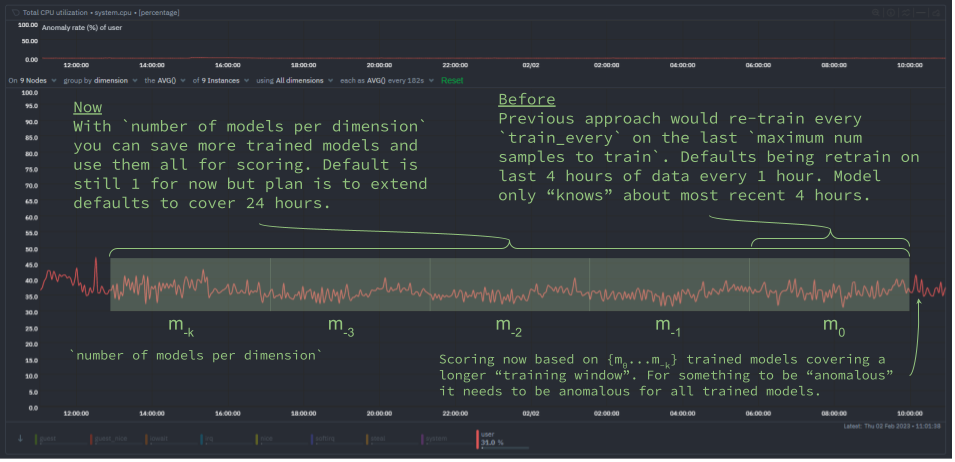 Total CPU utilization • system.cpu • [percentage]
100.00 Anomaly rate (%) of user
50.00
0.00
12:00:00 14:00:00 16:00:00 18:00:00 20:00:00 22:00:00 02/02 02:00:00 04:00:00 06:00:00 08:00:00 10:00:00
On 9 Nodes group by dimension the AVG() of 9 Instances using All dimensions each as AVG() every 182s Reset
100.0
95.0
90.0
85.0
80.0
75.0
70.0
65.0
60.0
55.0
50.0
45.0
40.0
35.0
30.0
25.0
20.0
15.0
10.0
5.0
0.0
Now
With `number of models per dimension`
you can save more trained models and
use them all for scoring. Default is
still 1 for now but plan is to extend
defaults to cover 24 hours.
Before
Previous approach would re-train every
`train_every` on the last `maximum num
samples to train`. Defaults being retrain on
last 4 hours of data every 1 hour. Model
only “knows” about most recent 4 hours.
m-k m-3 m-2 m-1 m0
`number of models per dimension`
Scoring now based on {m0...m-k} trained models covering a
longer “training window”. For something to be “anomalous”
it needs to be anomalous for all trained models.
12:00:00 14:00:00 16:00:00 18:00:00 20:00:00 22:00:00 02/02 02:00:00 04:00:00 06:00:00 08:00:00 10:00:00
Latest: Thu 02 Feb 2023 • 11:01:38
guest guest_nice iowait irq nice softirq steal system user
31.0 %